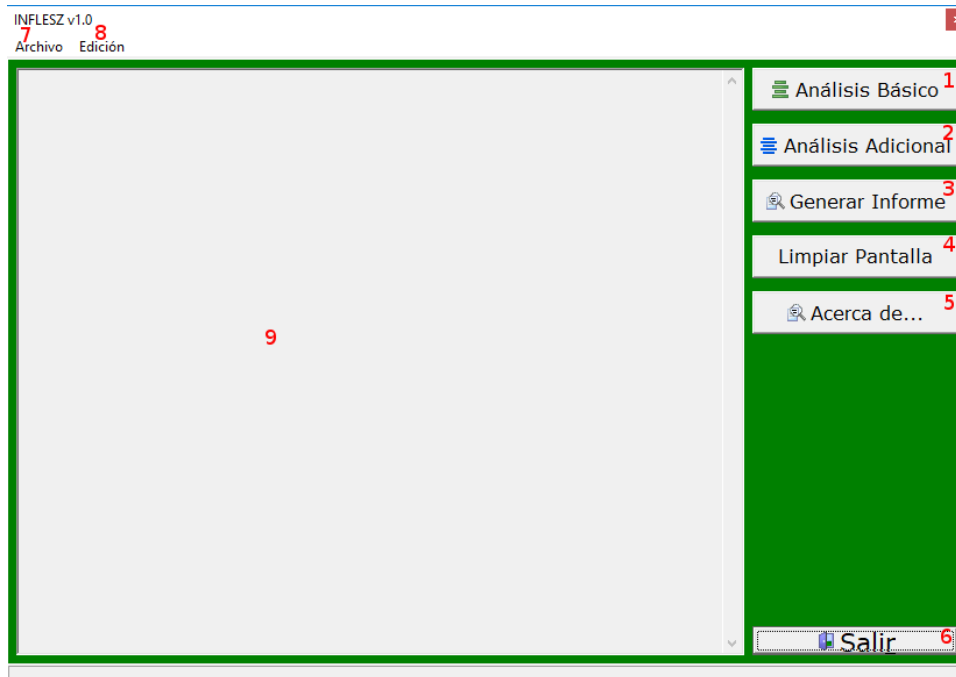 INFLESZ v1.0
7 8
Archivo Edición
Análisis Básico 1
Análisis Adicional 2
Generar Informe 3
Limpiar Pantalla 4
Acerca de... 5
9
Salir 6